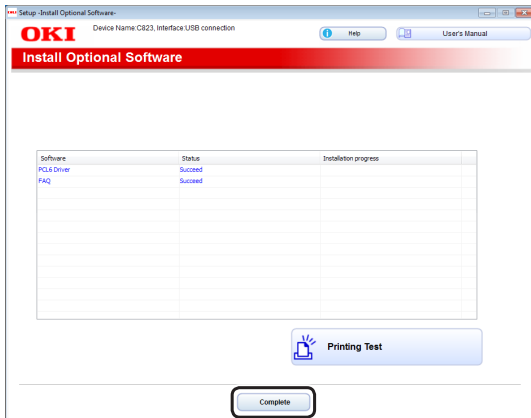 OKI Setup -Install Optional Software-
OKI Device Name:C823, Interface:USB connection Help User's Manual
Install Optional Software
Software Status Installation progress
PCL6 Driver Succeed
FAQ Succeed
Printing Test
Complete